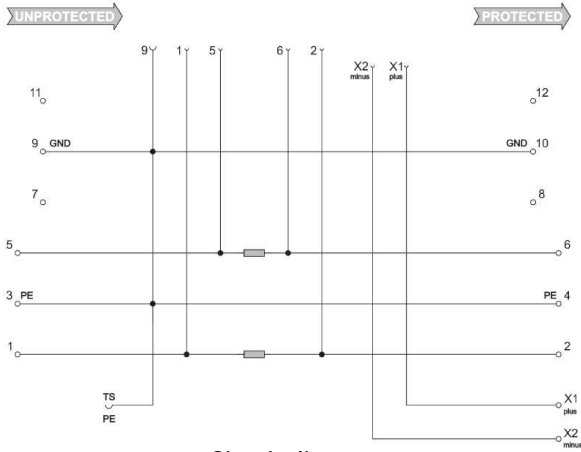 UNPROTECTED PROTECTED
9 1 5 6 2
X2 X1
minus plus
11 12
9 GND GND 10
7 8
5 6
3 PE PE 4
1 2
TS
PE
X1
plus
X2
minus